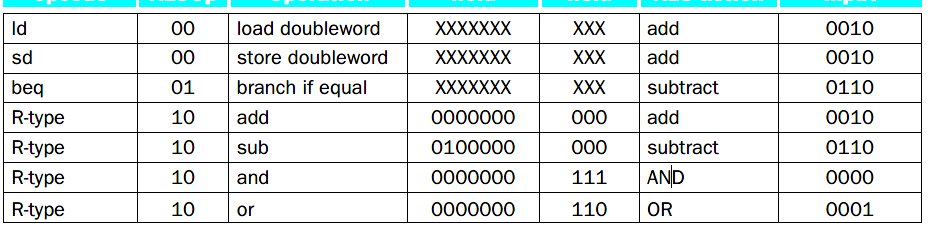 ld 00 load doubleword XXXXXXX XXX add 0010
sd 00 store doubleword XXXXXXX XXX add 0010
beq 01 branch if equal XXXXXXX XXX subtract 0110
R-type 10 add 0000000 000 add 0010
R-type 10 sub 0100000 000 subtract 0110
R-type 10 and 0000000 111 AND 0000
R-type 10 or 0000000 110 OR 0001